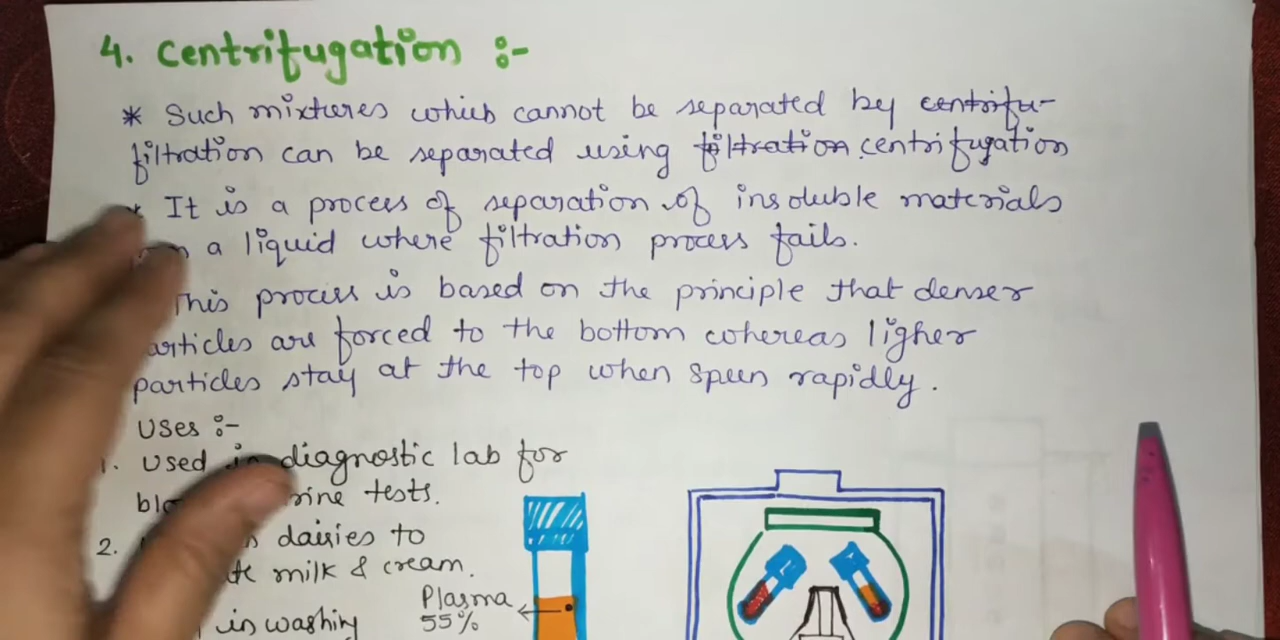 4. Centrifugation :-
* Such mixtures which cannot be separated by centrifu-
filtration can be separated using filtration centrifugation
* It is a process of separation of insoluble materials
a liquid where filtration process fails.
This process is based on the principle that denser
articles are forced to the bottom whereas ligher
particles stay at the top when spun rapidly.
Uses :-
1. Used in diagnostic lab for
rine tests.
2. dairies to
milk & cream.
in washing
Plasma
55%